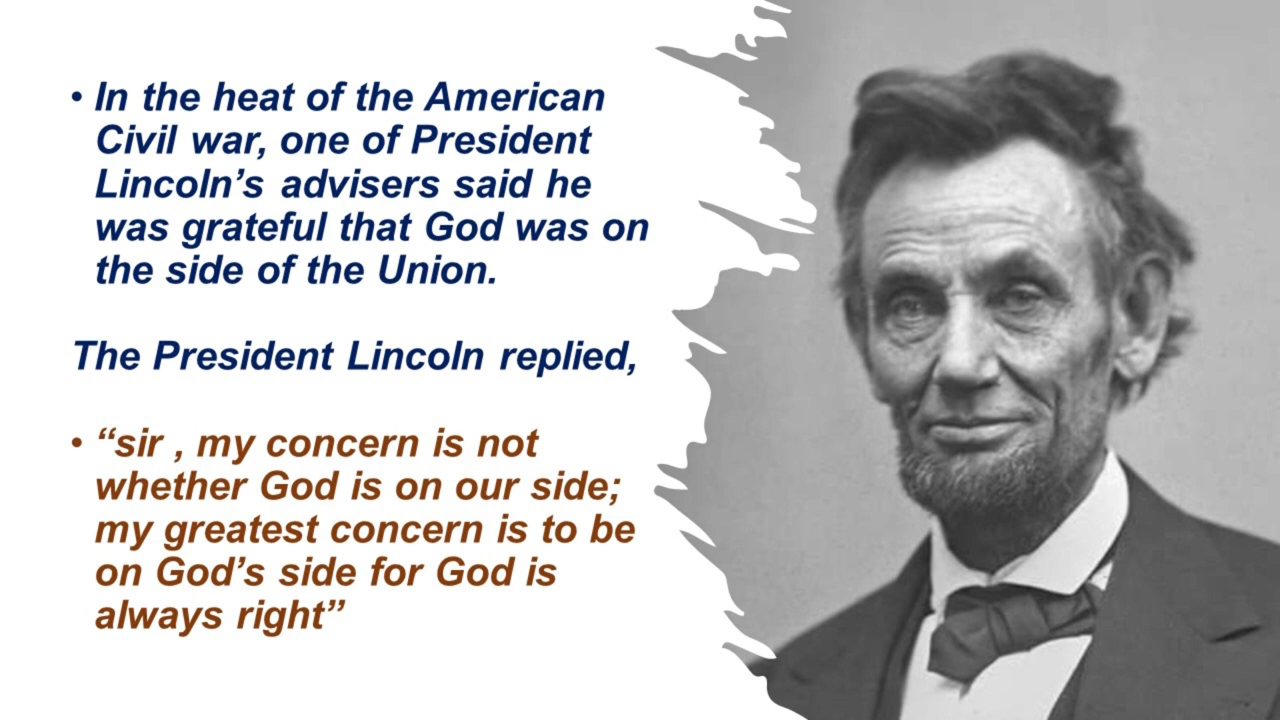 • In the heat of the American
Civil war, one of President
Lincoln’s advisers said he
was grateful that God was on
the side of the Union.
The President Lincoln replied,
• “sir , my concern is not
whether God is on our side;
my greatest concern is to be
on God’s side for God is
always right”